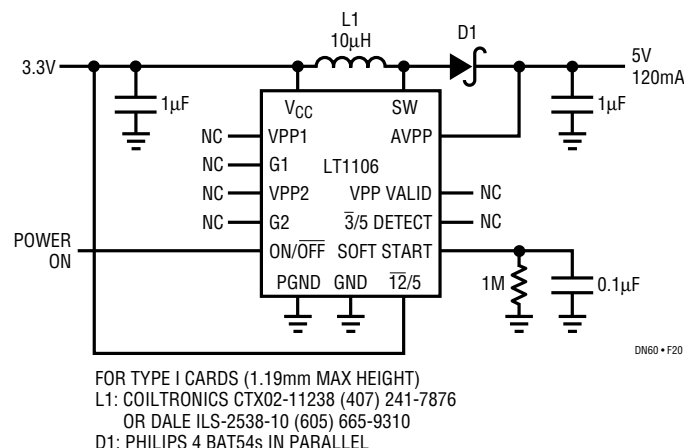 L1
10μH
D1
3.3V
5V
120mA
1μF
1μF
VCC
SW
NC
VPP1
AVPP
NC
G1
LT1106
NC
VPP2
VPP VALID
NC
NC
G2
3̅/5 DETECT
NC
POWER
ON
ON/O̅F̅F̅
SOFT START
PGND
GND
1̅2̅/5
1M
0.1μF
DN60 • F20
FOR TYPE I CARDS (1.19mm MAX HEIGHT)
L1: COILTRONICS CTX02-11238 (407) 241-7876
OR DALE ILS-2538-10 (605) 665-9310
D1: PHILIPS 4 BAT54s IN PARALLEL